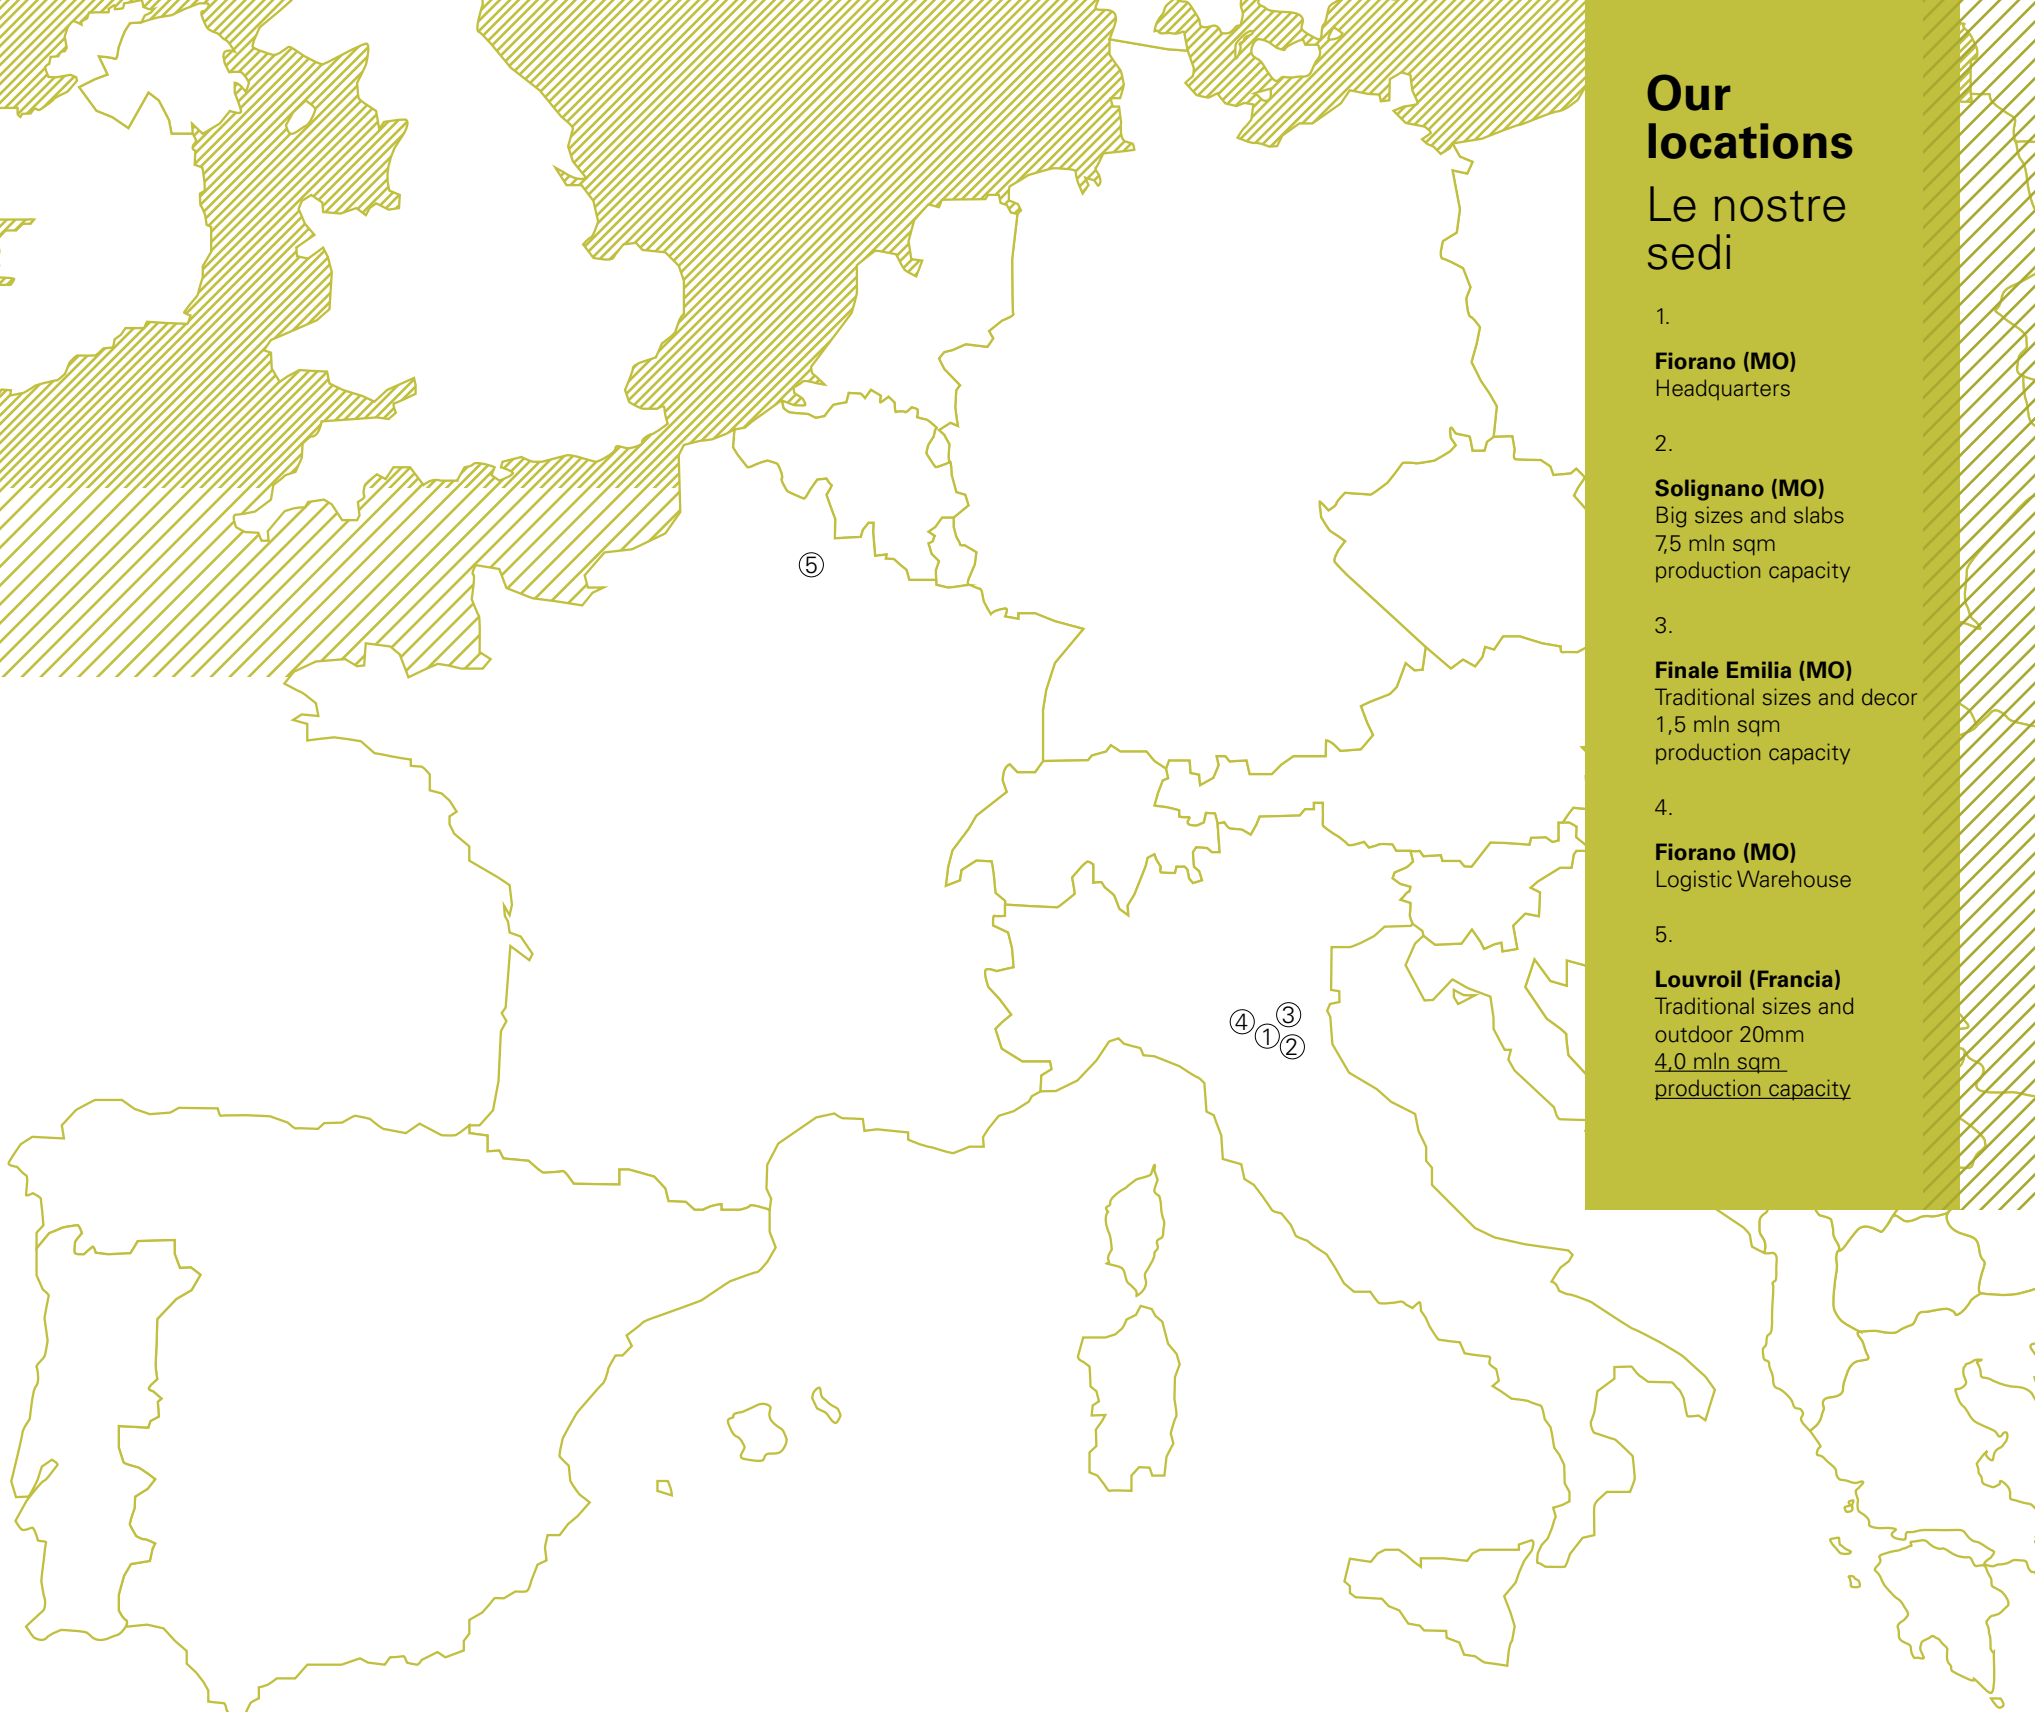 Our
locations
Le nostre
sedi
1.
Fiorano (MO)
Headquarters
2.
Solignano (MO)
Big sizes and slabs
7,5 mln sqm
production capacity
3.
Finale Emilia (MO)
Traditional sizes and decor
1,5 mln sqm
production capacity
4.
Fiorano (MO)
Logistic Warehouse
5.
Louvroil (Francia)
Traditional sizes and
outdoor 20mm
4,0 mln sqm
production capacity
5
4
3
1
2